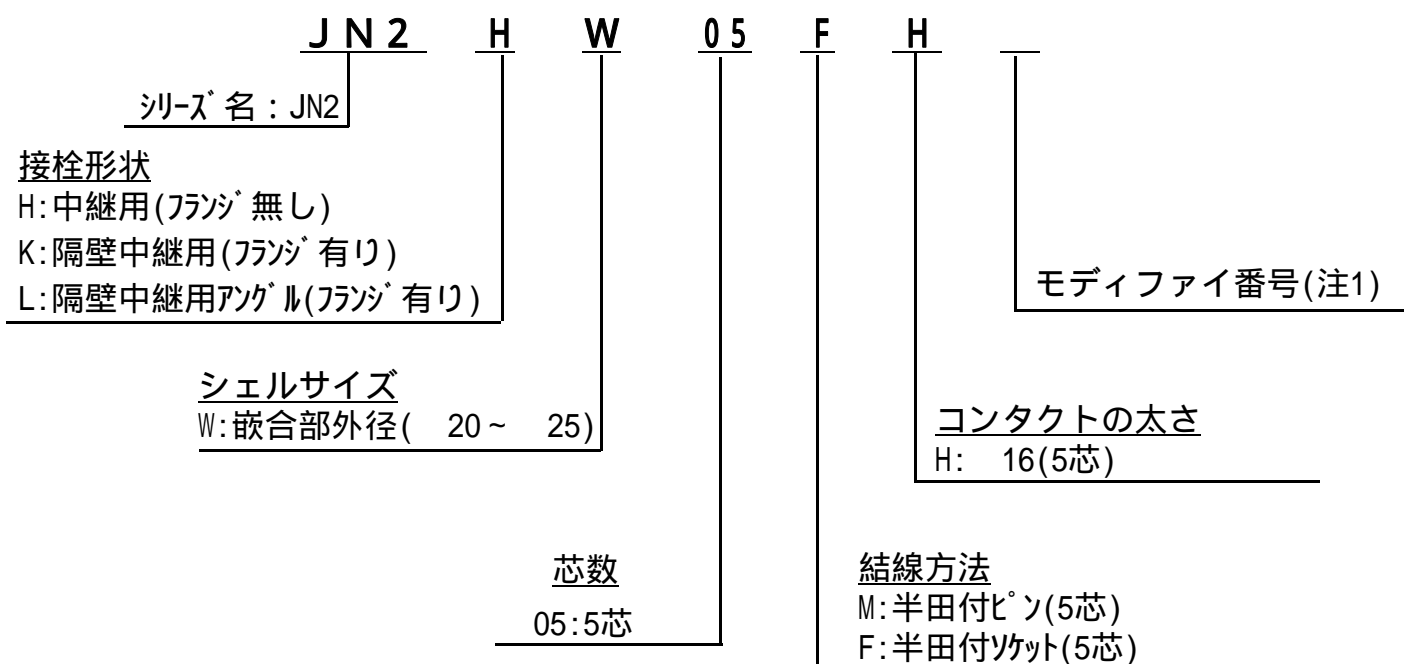 JN2 H W 05 F H
ｼﾘｰｽﾞ名:JN2
接栓形状
H:中継用(ﾌﾗﾝｼﾞ無し)
K:隔壁中継用(ﾌﾗﾝｼﾞ有り)
L:隔壁中継用ｱﾝｸﾞﾙ(ﾌﾗﾝｼﾞ有り)
モディファイ番号(注1)
シェルサイズ
W:嵌合部外径( 20~ 25)
コンタクトの太さ
H: 16(5芯)
芯数
05:5芯
結線方法
M:半田付ﾋﾟﾝ(5芯)
F:半田付ｿｹｯﾄ(5芯)